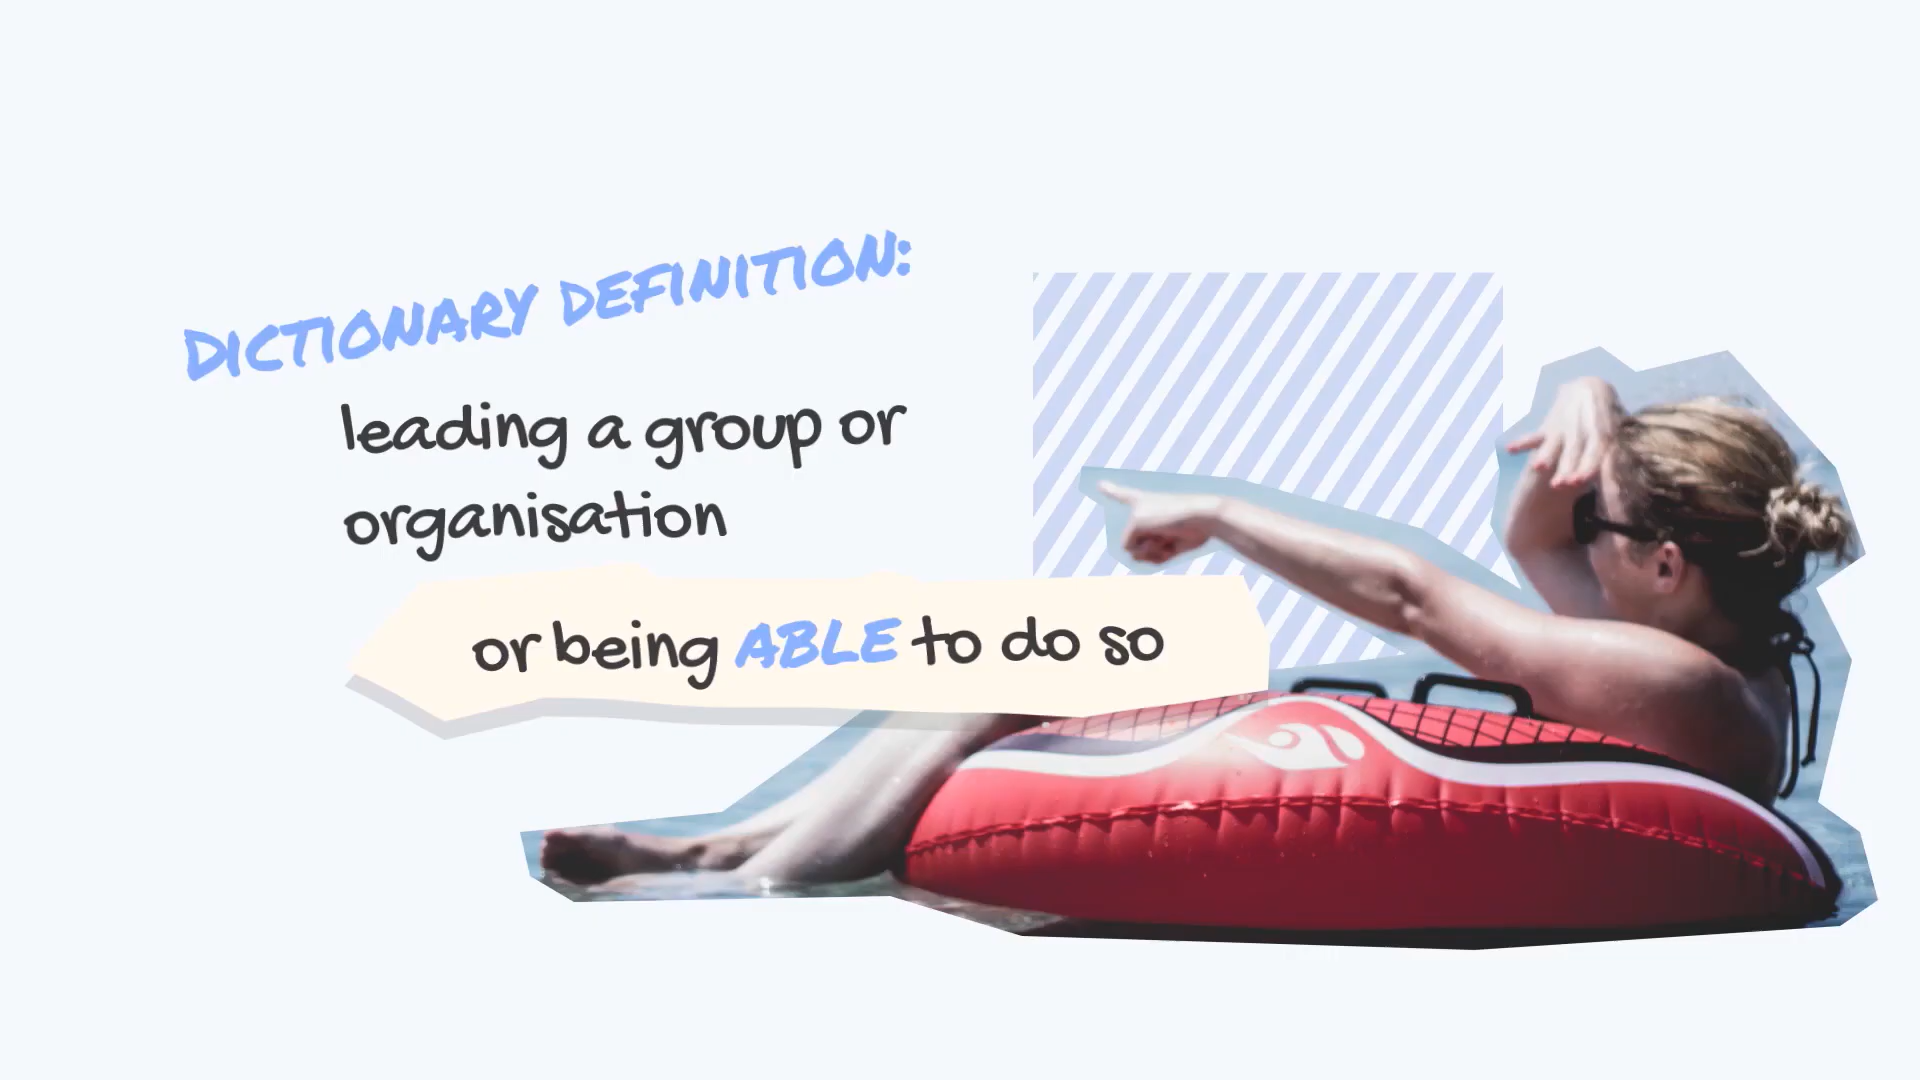 DICTIONARY DEFINITION:
leading a group or
organisation
or being ABLE to do so